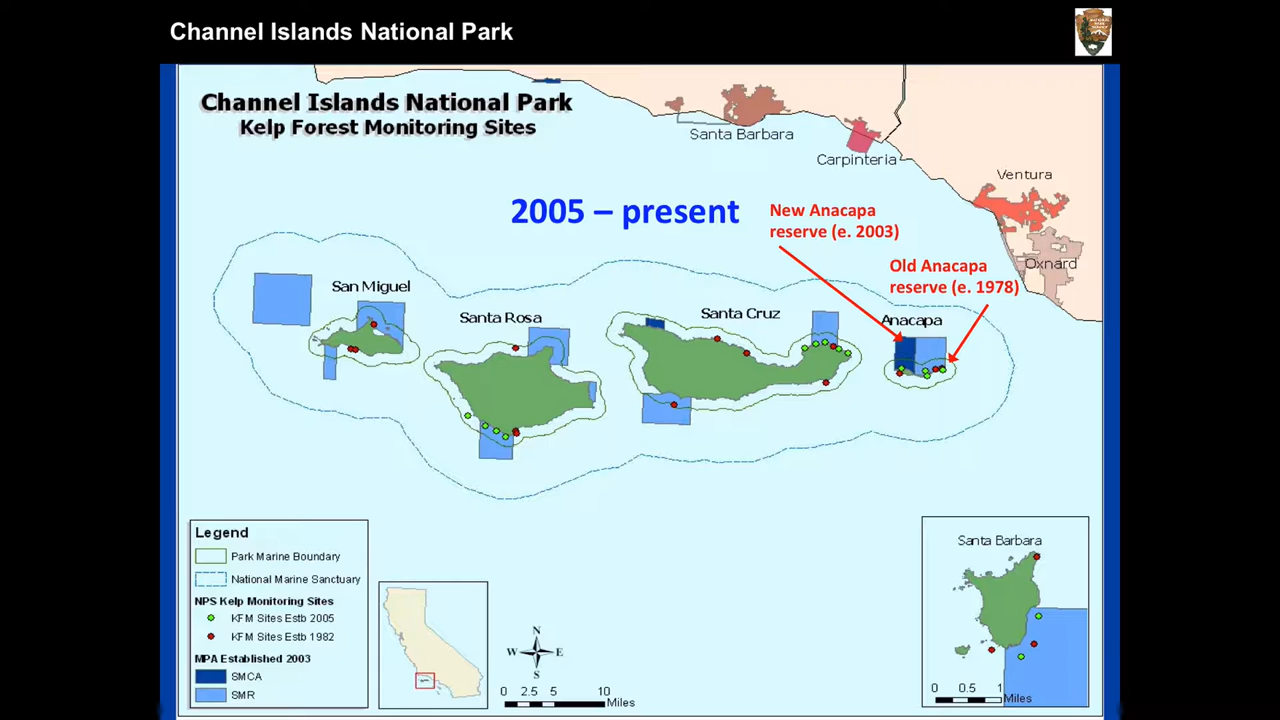 Channel Islands National Park
Channel Islands National Park
Kelp Forest Monitoring Sites
Santa Barbara
Carpinteria
Ventura
Oxnard
2005 – present
New Anacapa
reserve (e. 2003)
Old Anacapa
reserve (e. 1978)
San Miguel
Santa Rosa
Santa Cruz
Anacapa
Legend
Park Marine Boundary
National Marine Sanctuary
NPS Kelp Monitoring Sites
KFM Sites Estb 2005
KFM Sites Estb 1982
MPA Established 2003
SMCA
SMR
N
W E
S
0 2.5 5 10
Miles
Santa Barbara
0 0.5 1
Miles